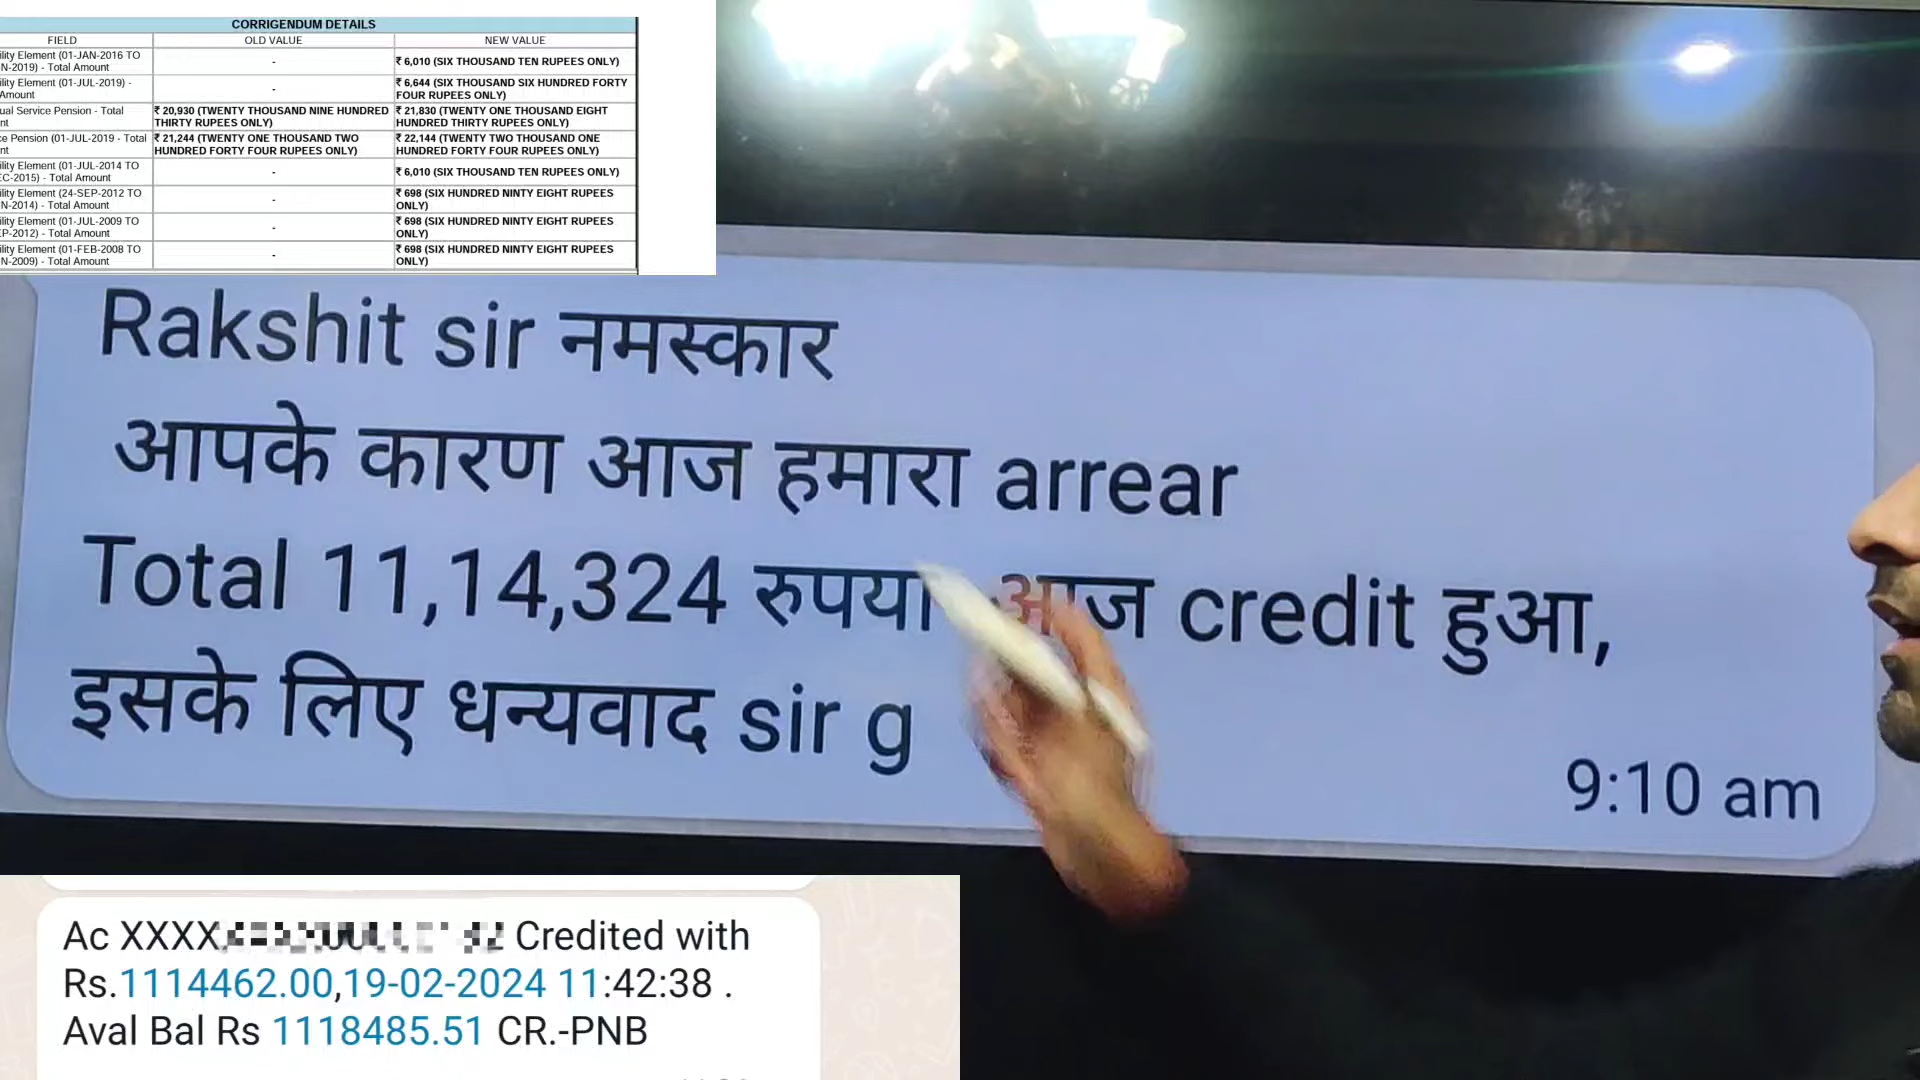 CORRIGENDUM DETAILS
FIELD OLD VALUE NEW VALUE
ility Element (01-JAN-2016 TO
N-2019) - Total Amount
-
₹ 6,010 (SIX THOUSAND TEN RUPEES ONLY)
ility Element (01-JUL-2019) -
Amount
-
₹ 6,644 (SIX THOUSAND SIX HUNDRED FORTY
FOUR RUPEES ONLY)
ual Service Pension - Total
nt
₹ 20,930 (TWENTY THOUSAND NINE HUNDRED
THIRTY RUPEES ONLY)
₹ 21,830 (TWENTY ONE THOUSAND EIGHT
HUNDRED THIRTY RUPEES ONLY)
ce Pension (01-JUL-2019 - Total
nt
₹ 21,244 (TWENTY ONE THOUSAND TWO
HUNDRED FORTY FOUR RUPEES ONLY)
₹ 22,144 (TWENTY TWO THOUSAND ONE
HUNDRED FORTY FOUR RUPEES ONLY)
ility Element (01-JUL-2014 TO
EC-2015) - Total Amount
-
₹ 6,010 (SIX THOUSAND TEN RUPEES ONLY)
ility Element (24-SEP-2012 TO
N-2014) - Total Amount
-
₹ 698 (SIX HUNDRED NINTY EIGHT RUPEES
ONLY)
ility Element (01-JUL-2009 TO
EP-2012) - Total Amount
-
₹ 698 (SIX HUNDRED NINTY EIGHT RUPEES
ONLY)
ility Element (01-FEB-2008 TO
N-2009) - Total Amount
-
₹ 698 (SIX HUNDRED NINTY EIGHT RUPEES
ONLY)
Rakshit sir नमस्कार
आपके कारण आज हमारा arrear
Total 11,14,324 रुपया आज credit हुआ,
इसके लिए धन्यवाद sir g
9:10 am
Ac XXXX Credited with
Rs.1114462.00,19-02-2024 11:42:38 .
Aval Bal Rs 1118485.51 CR.-PNB